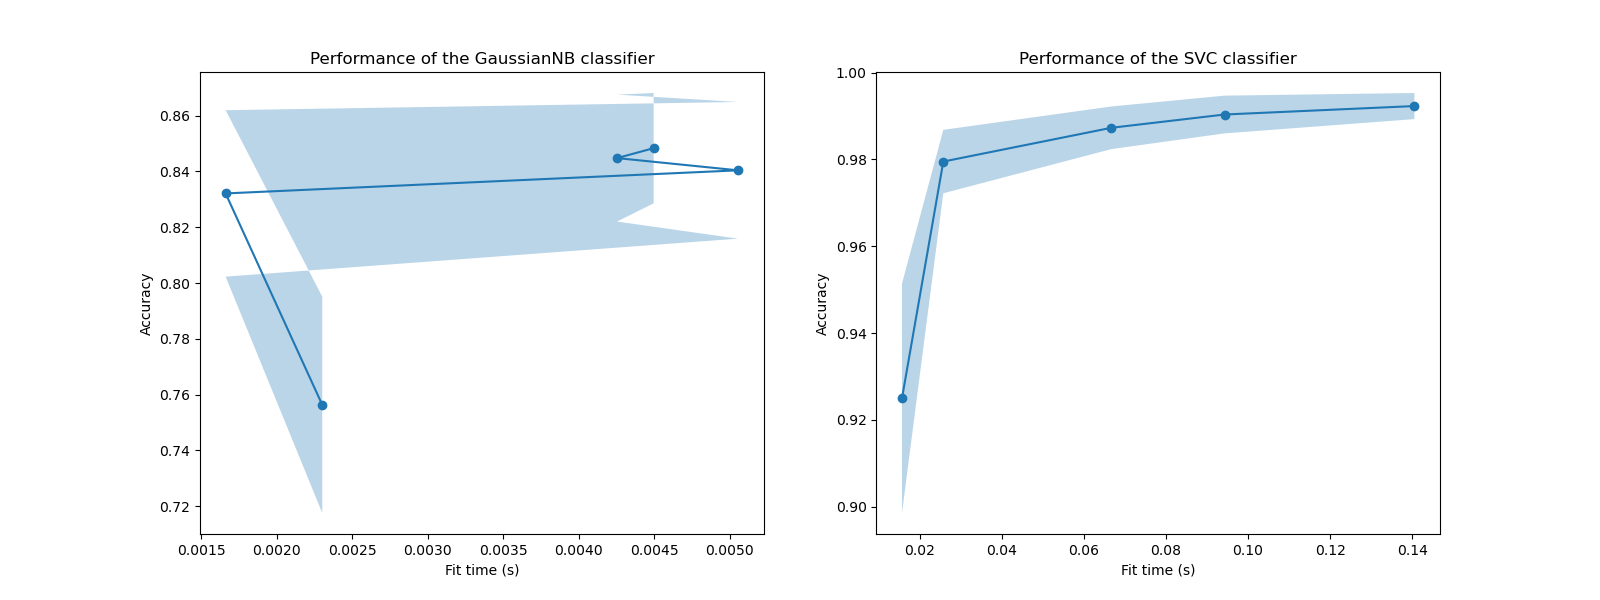 Performance of the GaussianNB classifier
Accuracy
0.86
0.84
0.82
0.80
0.78
0.76
0.74
0.72
0.0015 0.0020 0.0025 0.0030 0.0035 0.0040 0.0045 0.0050
Fit time (s)
Performance of the SVC classifier
Accuracy
1.00
0.98
0.96
0.94
0.92
0.90
0.02 0.04 0.06 0.08 0.10 0.12 0.14
Fit time (s)